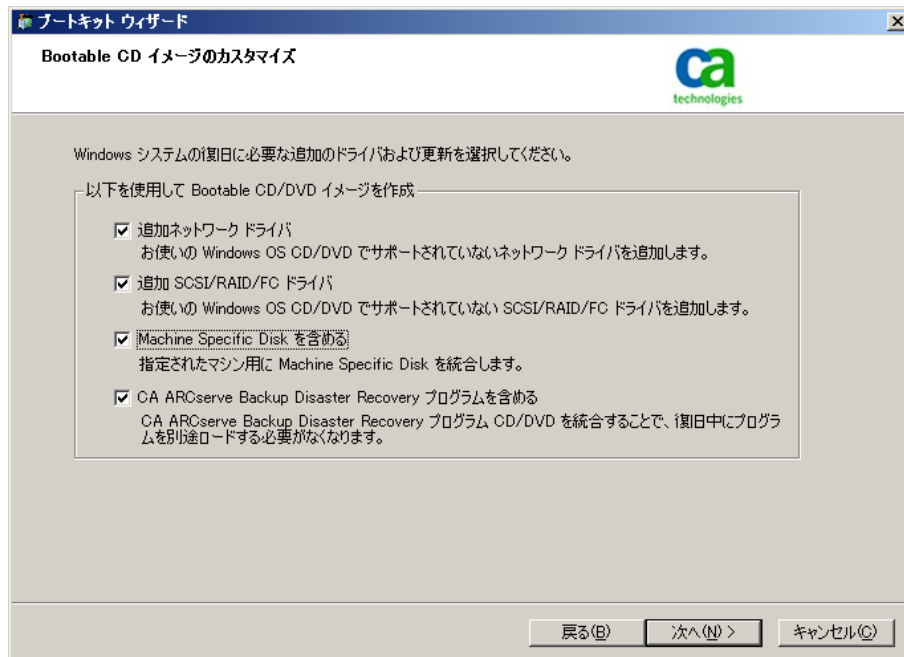 ブートキット ウィザード
Bootable CD イメージのカスタマイズ
ca
technologies
Windows システムの復旧に必要な追加のドライバおよび更新を選択してください。
以下を使用して Bootable CD/DVD イメージを作成
追加ネットワーク ドライバ
お使いの Windows OS CD/DVD でサポートされていないネットワーク ドライバを追加します。
追加 SCSI/RAID/FC ドライバ
お使いの Windows OS CD/DVD でサポートされていない SCSI/RAID/FC ドライバを追加します。
Machine Specific Disk を含める
指定されたマシン用に Machine Specific Disk を統合します。
CA ARCserve Backup Disaster Recovery プログラムを含める
CA ARCserve Backup Disaster Recovery プログラム CD/DVD を統合することで、復旧中にプログラ
ムを別途ロードする必要がなくなります。
戻る(B)
次へ(N) >
キャンセル(C)